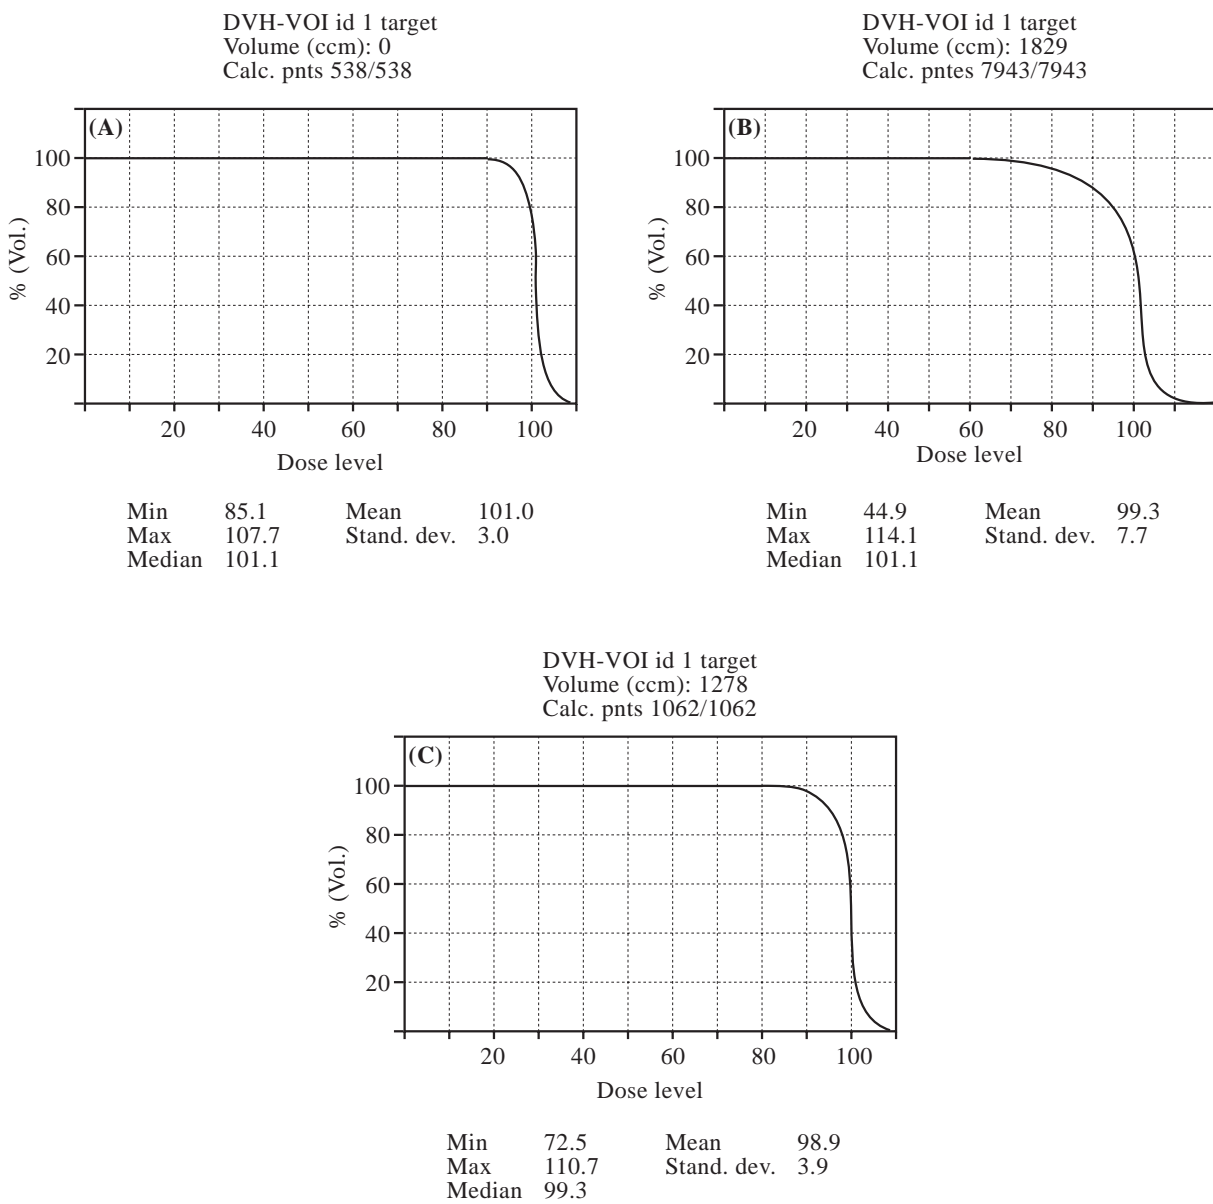 DVH-VOI id 1 target
Volume (ccm): 0
Calc. pnts 538/538
(A)
100
80
60
40
20
% (Vol.)
20 40 60 80 100
Dose level
Min 85.1 Mean 101.0
Max 107.7 Stand. dev. 3.0
Median 101.1
DVH-VOI id 1 target
Volume (ccm): 1829
Calc. pntes 7943/7943
(B)
100
80
60
40
20
% (Vol.)
20 40 60 80 100
Dose level
Min 44.9 Mean 99.3
Max 114.1 Stand. dev. 7.7
Median 101.1
DVH-VOI id 1 target
Volume (ccm): 1278
Calc. pnts 1062/1062
(C)
100
80
60
40
20
% (Vol.)
20 40 60 80 100
Dose level
Min 72.5 Mean 98.9
Max 110.7 Stand. dev. 3.9
Median 99.3